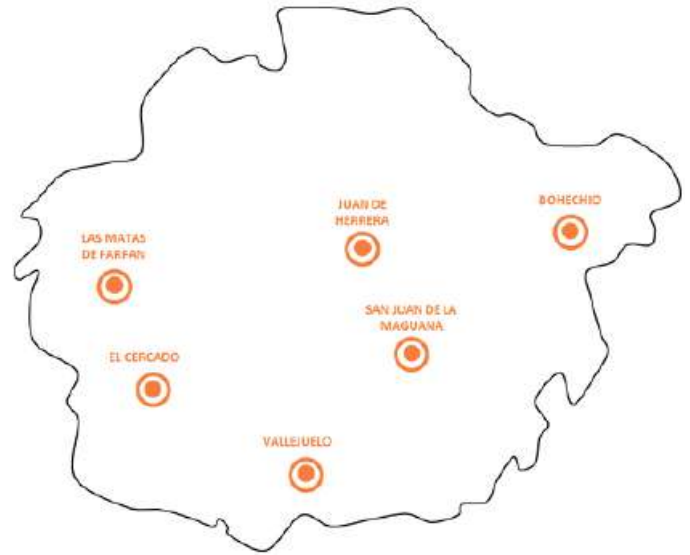 JUAN DE
HERRERA
BOHECHIO
LAS MATAS
DE FARFAN
SAN JUAN DE LA
MAGUANA
EL CERCADO
VALLEJUELO